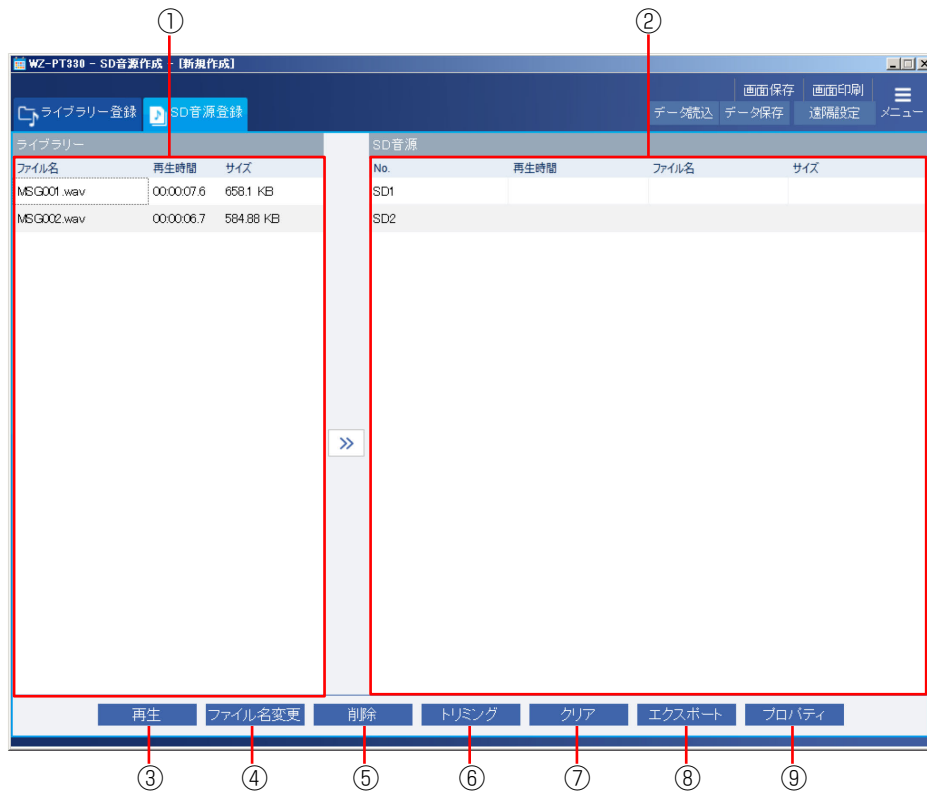 ① ②
WZ-PT330 - SD音源作成 - [新規作成]
画面保存 画面印刷
ライブラリー登録 SD音源登録 データ読込 データ保存 遠隔設定 メニュー
ライブラリー SD音源
ファイル名 再生時間 サイズ No. 再生時間 ファイル名 サイズ
MSG001.wav 00:00:07.6 658.1 KB SD1
MSG002.wav 00:00:06.7 584.88 KB SD2
再生 ファイル名変更 削除 トリミング クリア エクスポート プロパティ
③ ④ ⑤ ⑥ ⑦ ⑧ ⑨